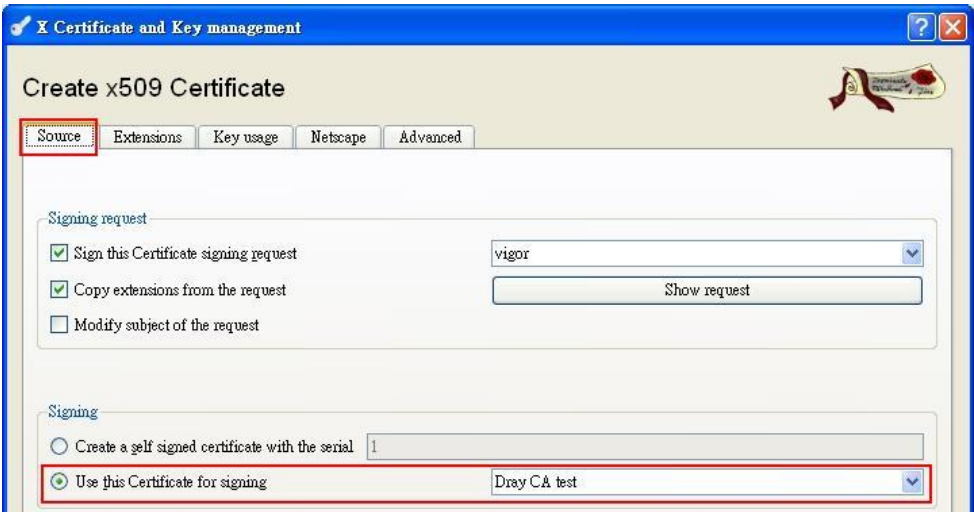 X Certificate and Key management
Create x509 Certificate
Source Extensions Key usage Netscape Advanced
Signing request
Sign this Certificate signing request vigor
Copy extensions from the request Show request
Modify subject of the request
Signing
Create a self signed certificate with the serial 1
Use this Certificate for signing Dray CA test